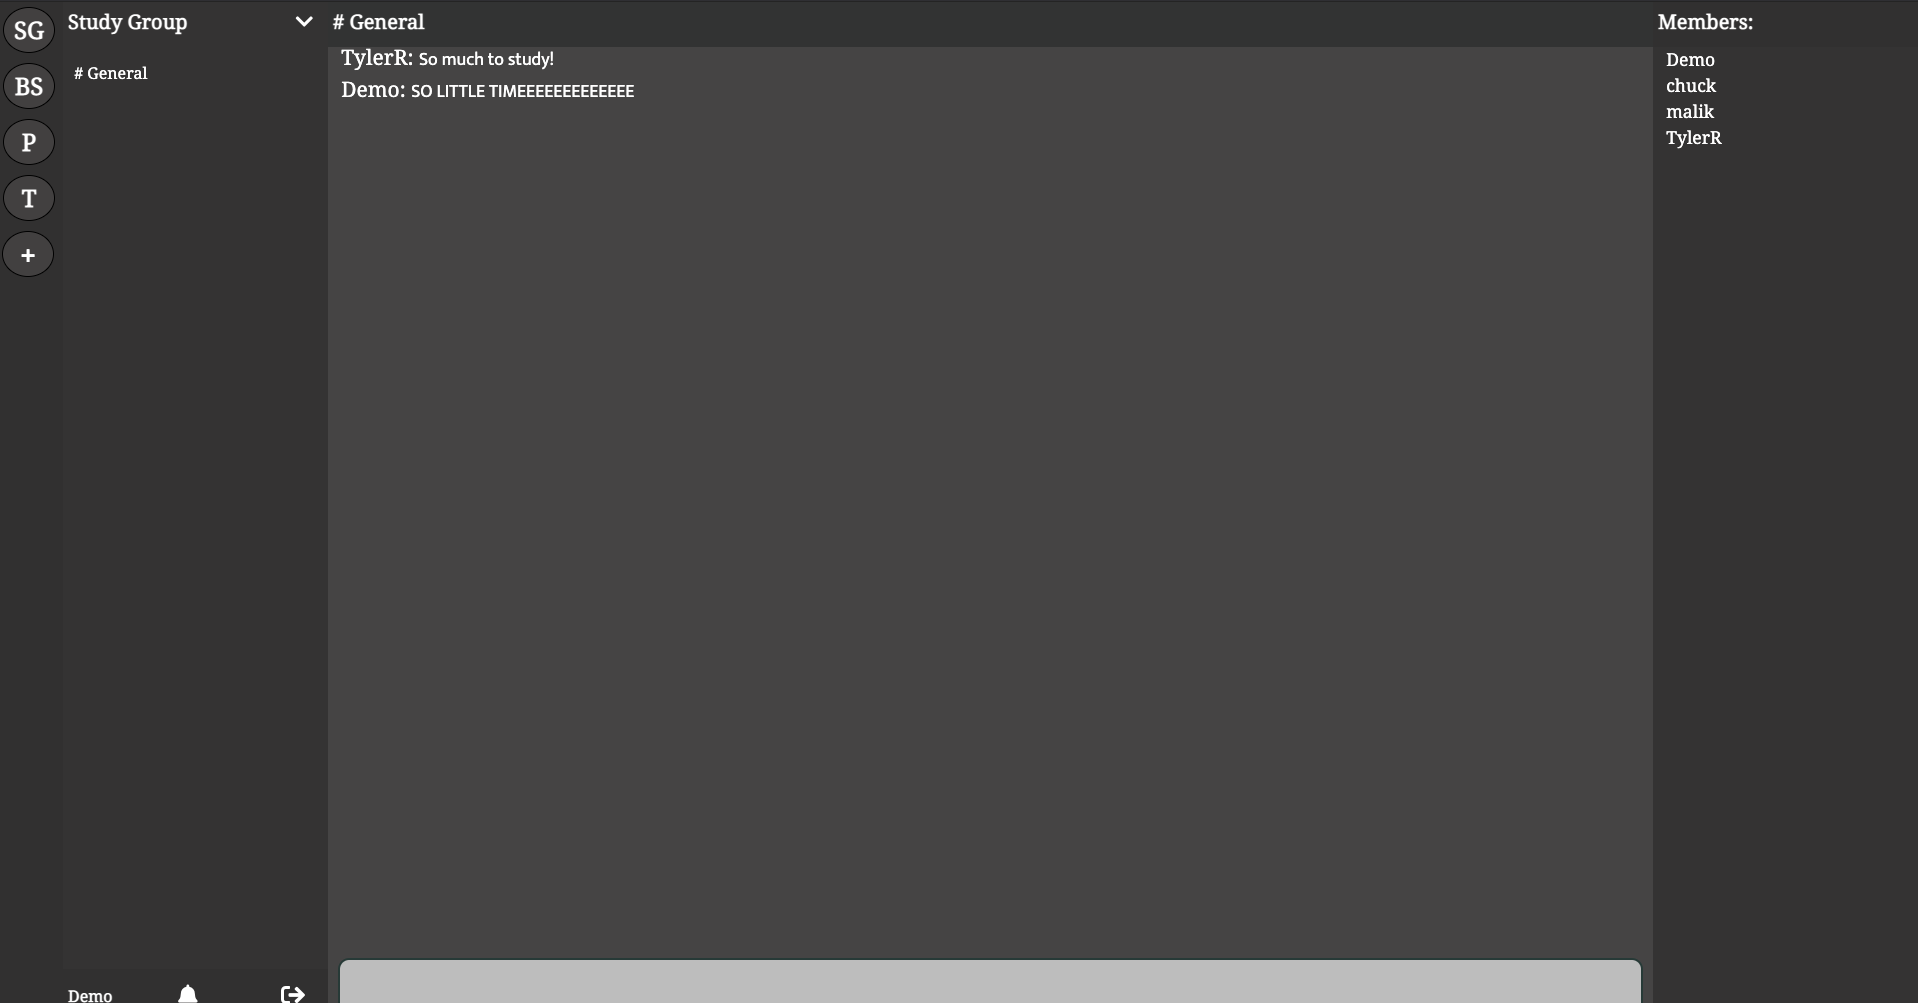 SG
BS
P
T
+
Study Group
# General
Demo
# General
TylerR: So much to study!
Demo: SO LITTLE TIMEEEEEEEEEEEEE
Members:
Demo
chuck
malik
TylerR